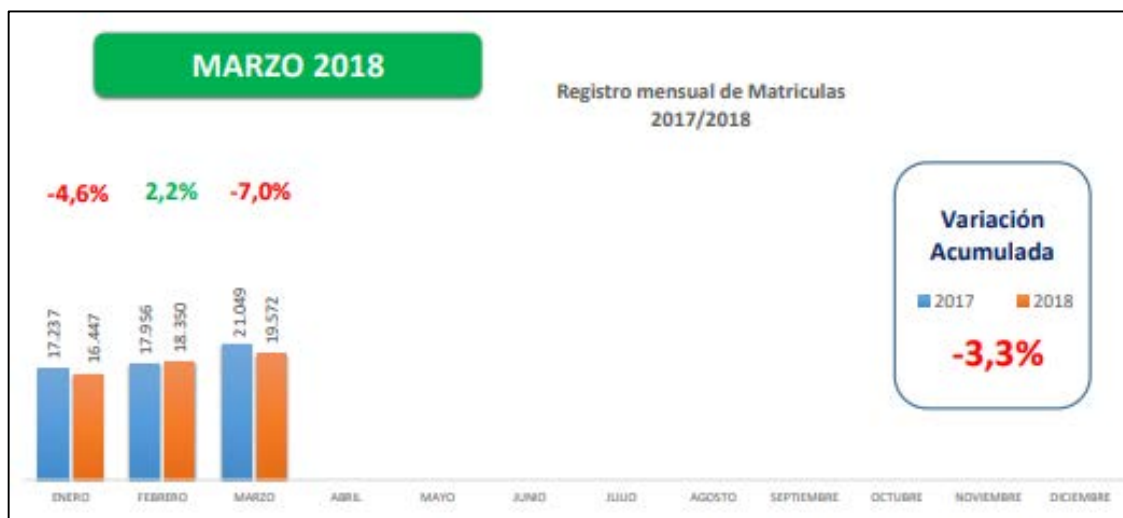 MARZO 2018
Registro mensual de Matriculas
2017/2018
-4,6% 2,2% -7,0%
Variación
Acumulada
2017 2018
-3,3%
17.237 16.447 17.956 18.350 21.049 19.572
ENERO FEBRERO MARZO ABRIL MAYO JUNIO JULIO AGOSTO SEPTIEMBRE OCTUBRE NOVIEMBRE DICIEMBRE